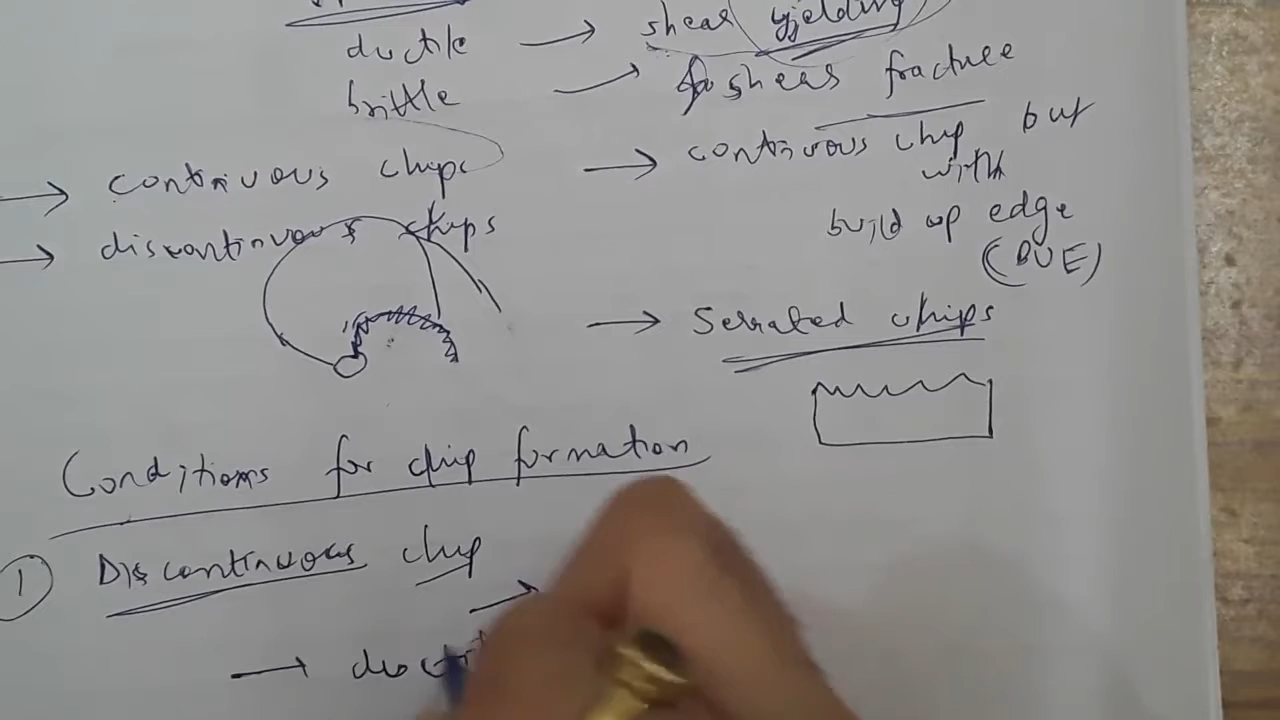 ductile → shear yielding
brittle → shear fracture
→ continuous chips
→ discontinuous chips
→ continuous chip but
with
build up edge
(BUE)
→ Serrated chips
Conditions for chip formation
① Discontinuous chip
→
→